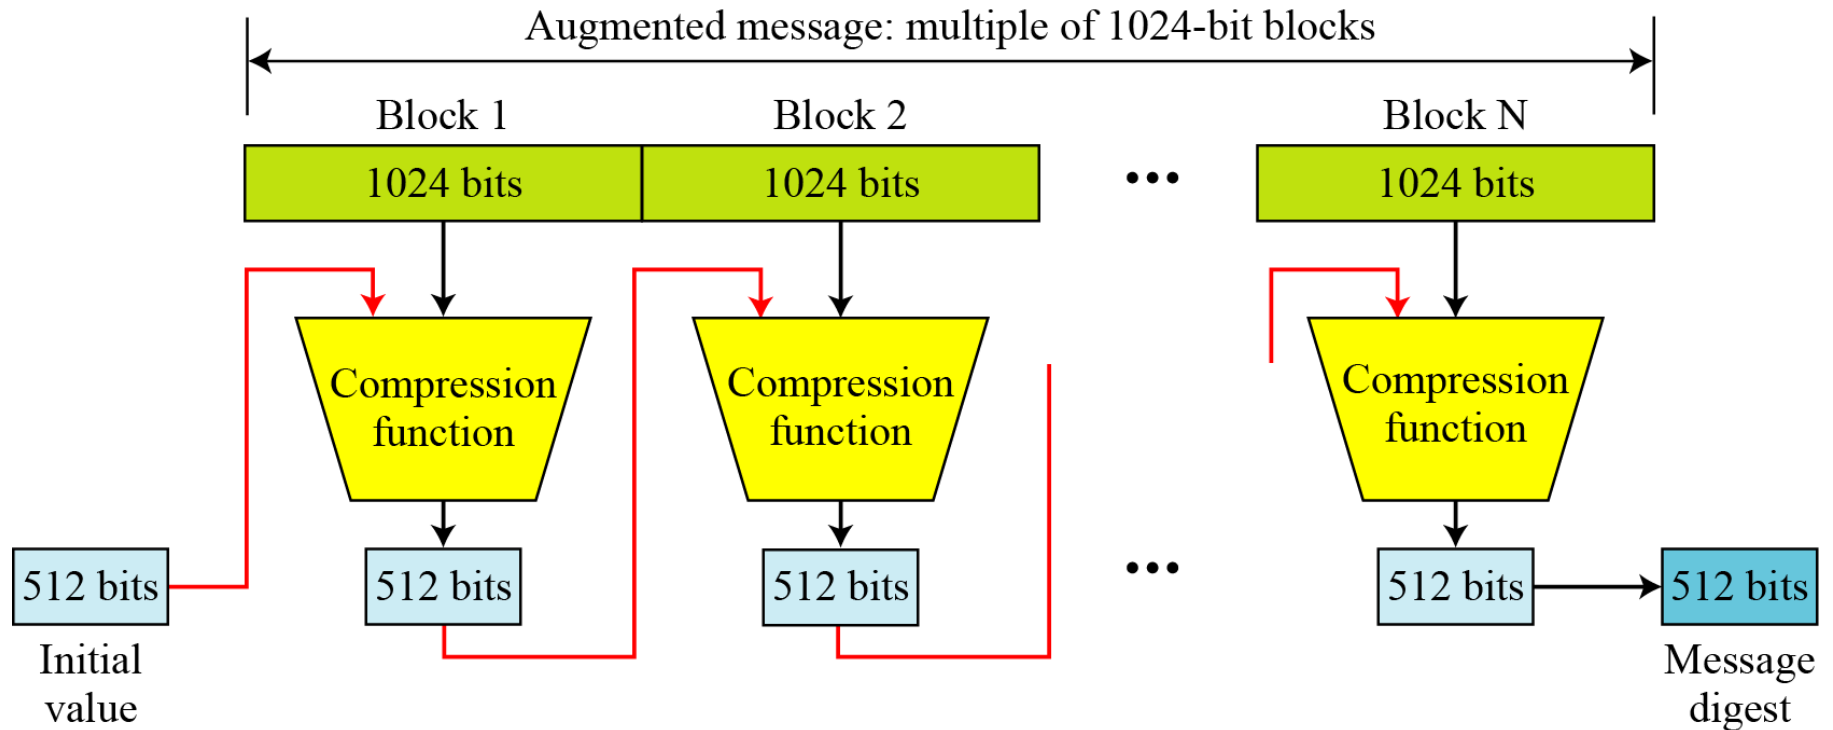 Augmented message: multiple of 1024-bit blocks
Block 1
Block 2
Block N
1024 bits
1024 bits
•••
1024 bits
Compression
function
Compression
function
Compression
function
512 bits
512 bits
512 bits
•••
512 bits
512 bits
Initial
value
Message
digest